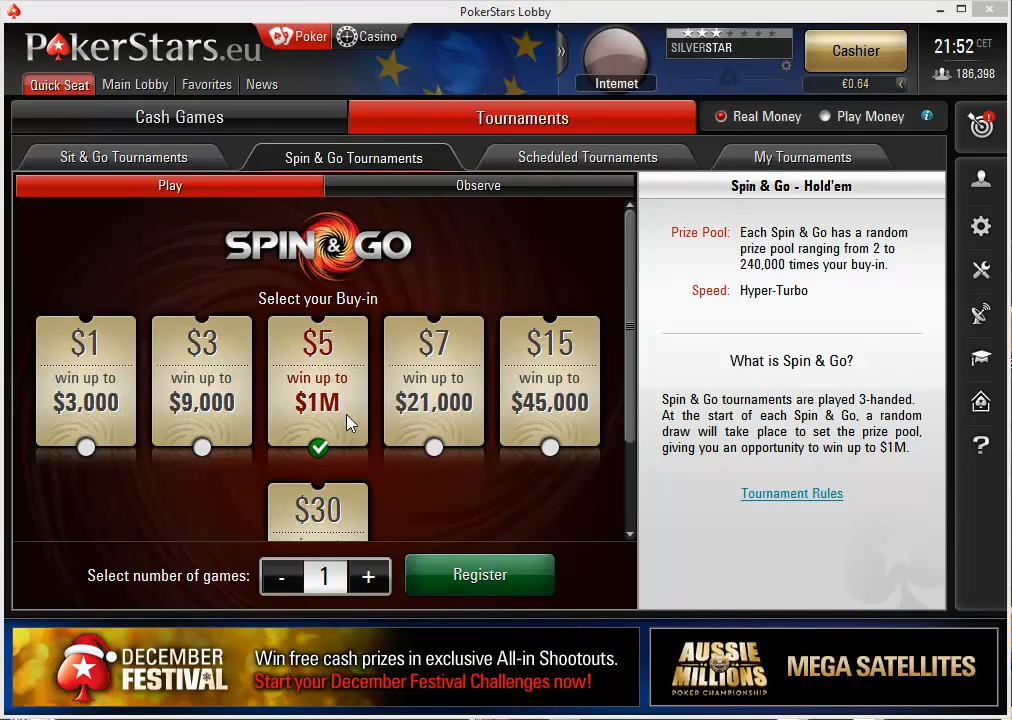 PokerStars Lobby
POKERSTARS.eu
Poker
Casino
Quick Seat
Main Lobby
Favorites
News
Internet
SILVERSTAR
Cashier
€0.64
21:52 CET
186,398
Cash Games
Tournaments
Real Money
Play Money
Sit & Go Tournaments
Spin & Go Tournaments
Scheduled Tournaments
My Tournaments
Play
Observe
SPIN & GO
Select your Buy-in
$1
win up to
$3,000
$3
win up to
$9,000
$5
win up to
$1M
$7
win up to
$21,000
$15
win up to
$45,000
$30
Select number of games:
- 1 +
Register
Spin & Go - Hold'em
Prize Pool: Each Spin & Go has a random
prize pool ranging from 2 to
240,000 times your buy-in.
Speed: Hyper-Turbo
What is Spin & Go?
Spin & Go tournaments are played 3-handed.
At the start of each Spin & Go, a random
draw will take place to set the prize pool,
giving you an opportunity to win up to $1M.
Tournament Rules
DECEMBER
FESTIVAL
Win free cash prizes in exclusive All-in Shootouts.
Start your December Festival Challenges now!
AUSSIE
MILLIONS
POKER CHAMPIONSHIP
MEGA SATELLITES